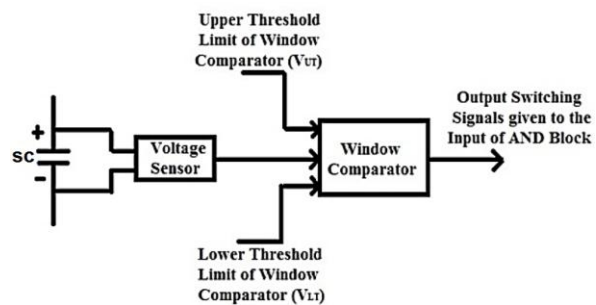 Upper Threshold
Limit of Window
Comparator (VUT)
Output Switching
Signals given to the
Input of AND Block
+
SC
-
Voltage
Sensor
Window
Comparator
Lower Threshold
Limit of Window
Comparator (VLT)